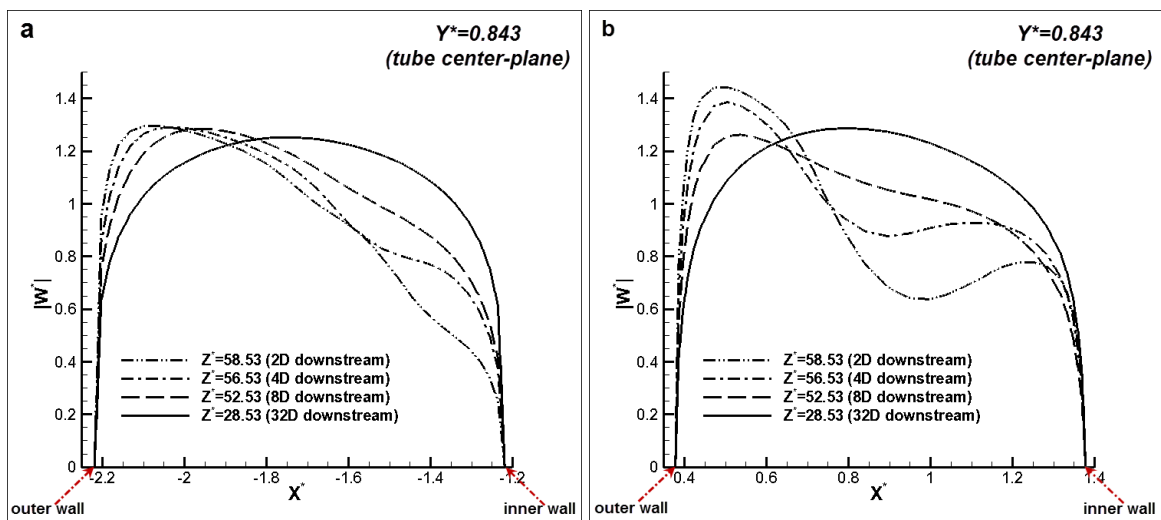 a
Y*=0.843
(tube center-plane)
|W*|
1.4
1.2
1
0.8
0.6
0.4
0.2
0
Z*=58.53 (2D downstream)
Z*=56.53 (4D downstream)
Z*=52.53 (8D downstream)
Z*=28.53 (32D downstream)
-2.2 -2 -1.8 -1.6 -1.4 -1.2
X*
outer wall inner wall
b
Y*=0.843
(tube center-plane)
|W*|
1.4
1.2
1
0.8
0.6
0.4
0.2
0
Z*=58.53 (2D downstream)
Z*=56.53 (4D downstream)
Z*=52.53 (8D downstream)
Z*=28.53 (32D downstream)
0.4 0.6 0.8 1 1.2 1.4
X*
outer wall inner wall